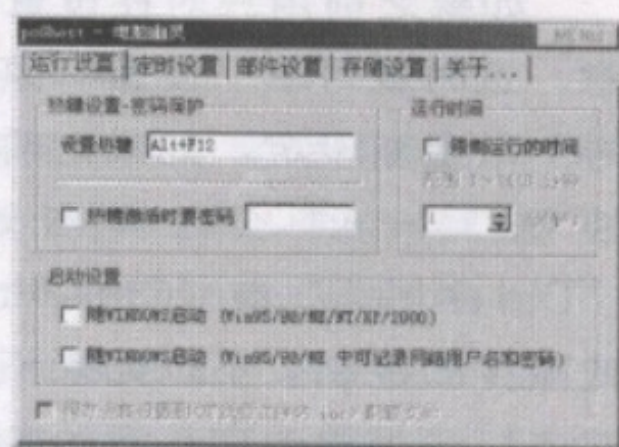 pcGhost - 电脑幽灵 MENU
运行设置 定时设置 邮件设置 存储设置 关于...
热键设置-密码保护
设置热键 Alt+F12
热键激活时要密码
运行时间
限制运行的时间
1
启动设置
随WINDOWS启动 (Win95/98/ME/NT/XP/2000)
随WINDOWS启动 (Win95/98/ME 中可记录网络用户名和密码)